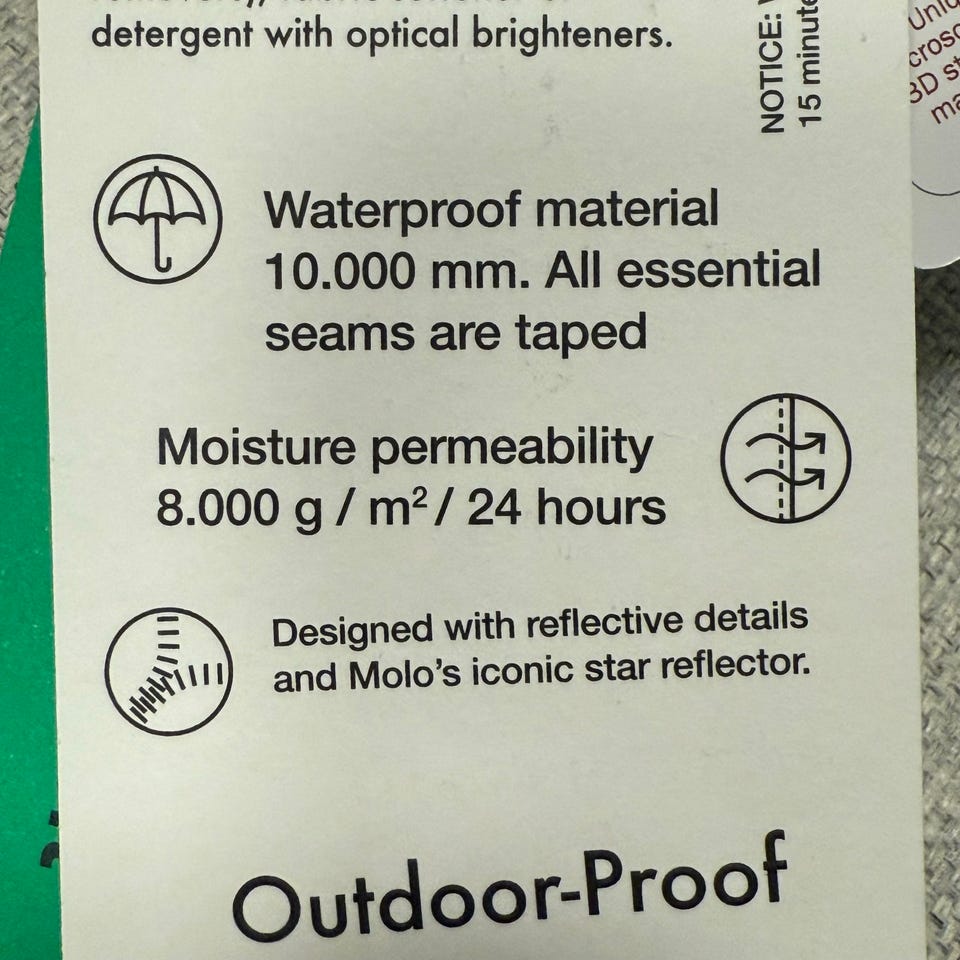 detergent with optical brighteners.
NOTICE:
15 minute
Waterproof material
10.000 mm. All essential
seams are taped
Moisture permeability
8.000 g / m² / 24 hours
Designed with reflective details
and Molo's iconic star reflector.
Outdoor-Proof